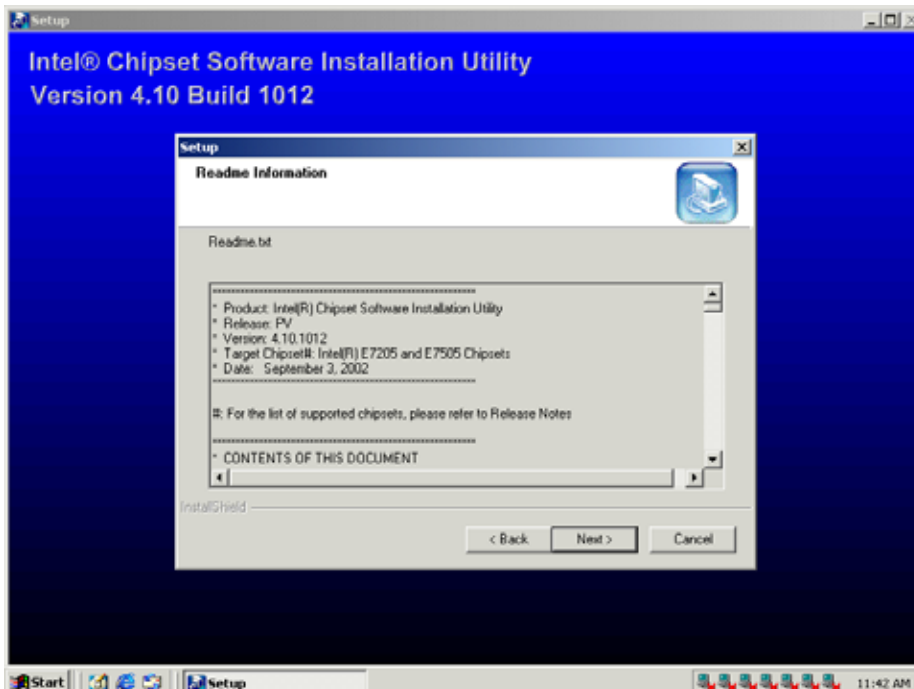 Setup
Intel® Chipset Software Installation Utility
Version 4.10 Build 1012
Setup
Readme Information
Readme.txt
* Product: Intel(R) Chipset Software Installation Utility
* Release: PV
* Version: 4.10.1012
* Target Chipset#: Intel(R) E7205 and E7505 Chipsets
* Date: September 3, 2002
#: For the list of supported chipsets, please refer to Release Notes
* CONTENTS OF THIS DOCUMENT
InstallShield
< Back Next > Cancel
Start Setup 11:42 AM